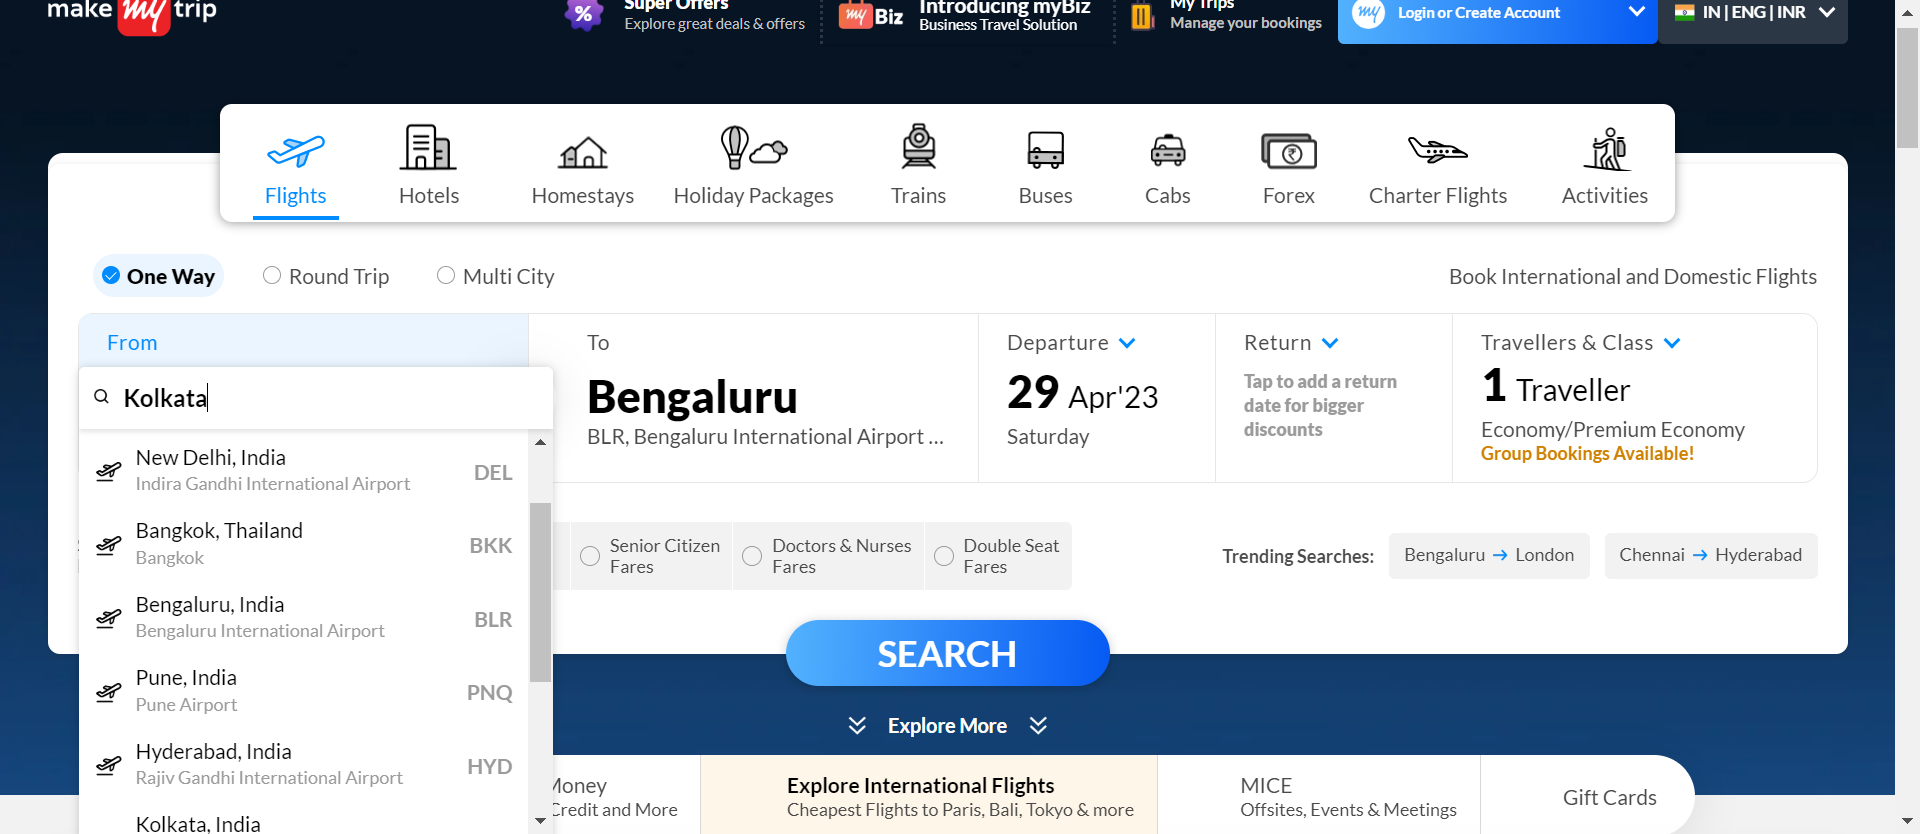 make my trip
Super Offers
Explore great deals & offers
my Biz
Introducing myBiz
Business Travel Solution
My Trips
Manage your bookings
my
Login or Create Account
IN | ENG | INR
Flights
Hotels
Homestays
Holiday Packages
Trains
Buses
Cabs
Forex
Charter Flights
Activities
One Way
Round Trip
Multi City
Book International and Domestic Flights
From
Kolkata
To
Bengaluru
BLR, Bengaluru International Airport ...
Departure
29 Apr'23
Saturday
Return
Tap to add a return
date for bigger
discounts
Travellers & Class
1 Traveller
Economy/Premium Economy
Group Bookings Available!
New Delhi, India
Indira Gandhi International Airport
DEL
Bangkok, Thailand
Bangkok
BKK
Bengaluru, India
Bengaluru International Airport
BLR
Pune, India
Pune Airport
PNQ
Hyderabad, India
Rajiv Gandhi International Airport
HYD
Kolkata, India
Senior Citizen
Fares
Doctors & Nurses
Fares
Double Seat
Fares
Trending Searches:
Bengaluru → London
Chennai → Hyderabad
SEARCH
Explore More
Money
Credit and More
Explore International Flights
Cheapest Flights to Paris, Bali, Tokyo & more
MICE
Offsites, Events & Meetings
Gift Cards